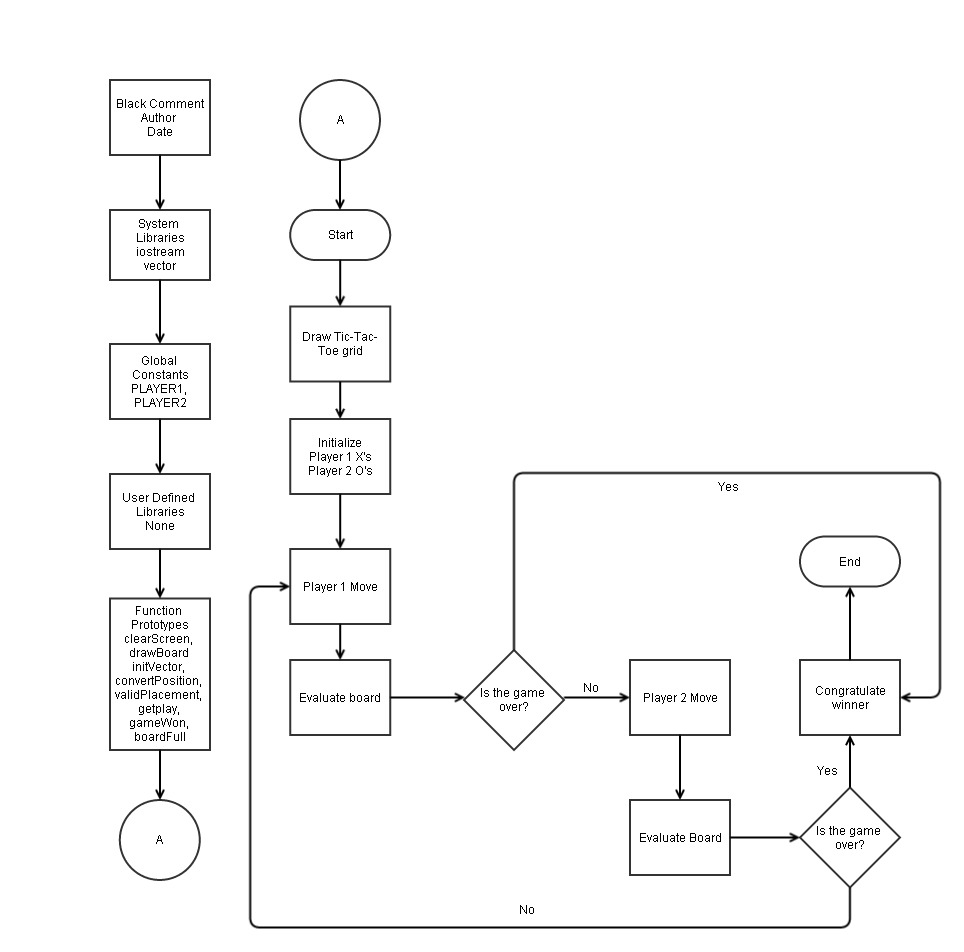 Black Comment
Author
Date
System
Libraries
iostream
vector
Global
Constants
PLAYER1,
PLAYER2
User Defined
Libraries
None
Function
Prototypes
clearScreen,
drawBoard
initVector,
convertPosition,
validPlacement,
getplay,
gameWon,
boardFull
A
A
Start
Draw Tic-Tac-
Toe grid
Initialize
Player 1 X's
Player 2 O's
Player 1 Move
Evaluate board
Is the game
over?
Yes
No
Player 2 Move
Evaluate Board
Is the game
over?
Yes
No
Congratulate
winner
End